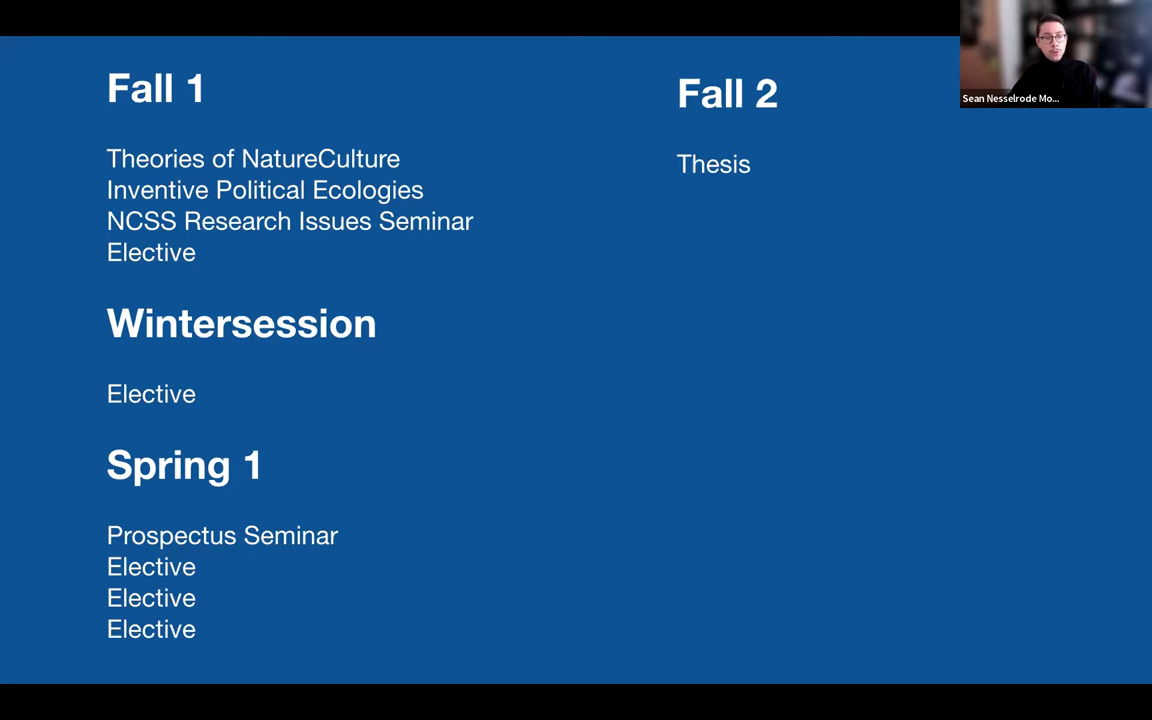 Fall 1
Theories of NatureCulture
Inventive Political Ecologies
NCSS Research Issues Seminar
Elective
Wintersession
Elective
Spring 1
Prospectus Seminar
Elective
Elective
Elective
Fall 2
Thesis
Sean Nesselrode Mo...